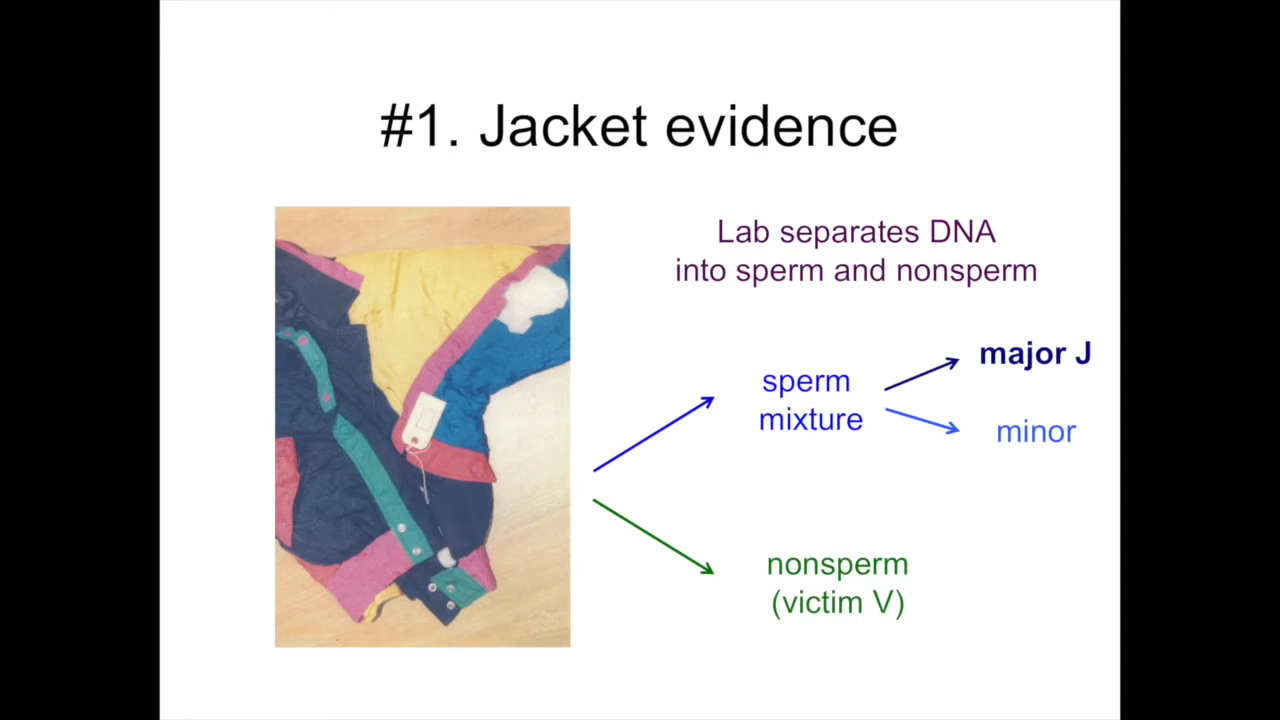 #1. Jacket evidence
Lab separates DNA
into sperm and nonsperm
major J
sperm
mixture
minor
nonsperm
(victim V)